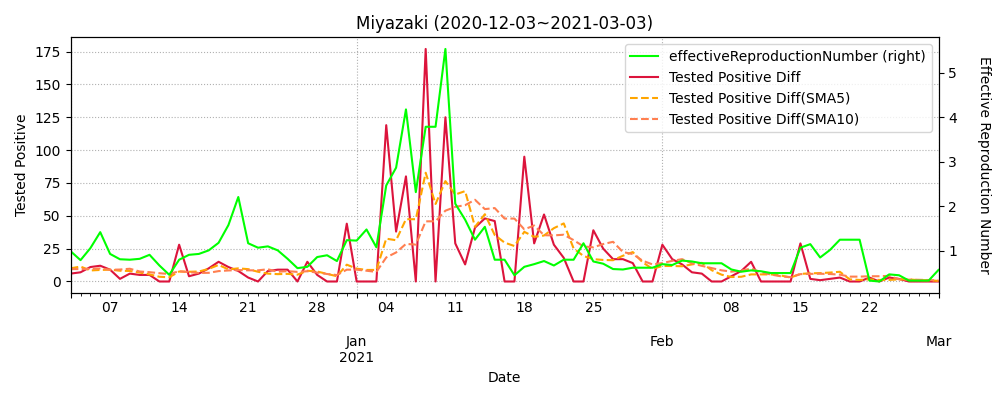 Miyazaki (2020-12-03~2021-03-03)
effectiveReproductionNumber (right)
Tested Positive Diff
Tested Positive Diff(SMA5)
Tested Positive Diff(SMA10)
Tested Positive
175
150
125
100
75
50
25
0
5
4
3
2
1
Effective Reproduction Number
07
14
21
28
04
11
18
25
08
15
22
Jan
2021
Feb
Mar
Date